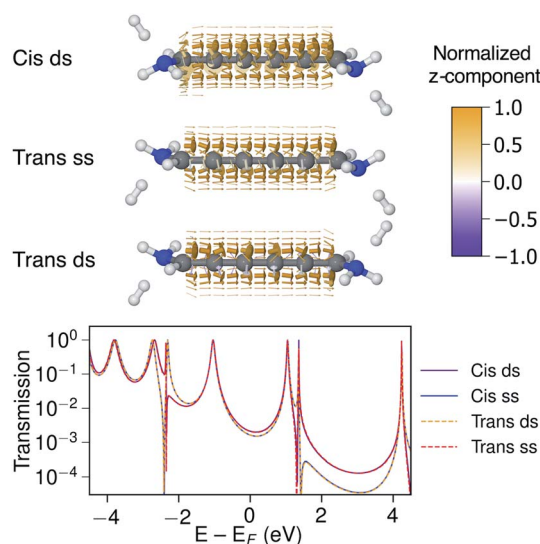 Cis ds
Trans ss
Trans ds
Normalized
z-component
1.0
0.5
0.0
−0.5
−1.0
Transmission
10⁰
10⁻¹
10⁻²
10⁻³
10⁻⁴
−4 −2 0 2 4
E − E_F (eV)
Cis ds
Cis ss
Trans ds
Trans ss